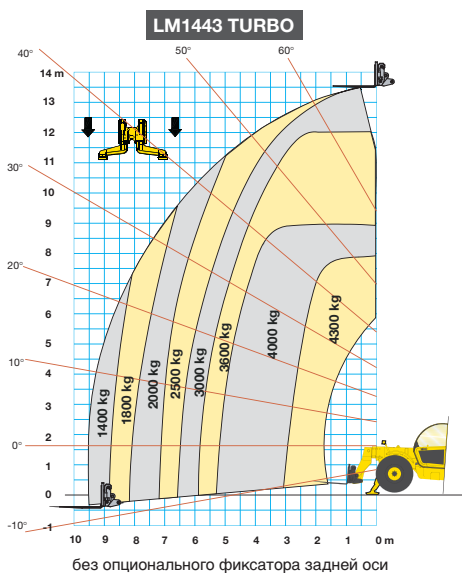 LM1443 TURBO
40°
50°
60°
14 m
13
12
11
30°
10
9
8
20°
7
6
5
10°
4
3
2
0°
1
0
-10°
-1
1400 kg
1800 kg
2000 kg
2500 kg
3000 kg
3600 kg
4000 kg
4300 kg
10 9 8 7 6 5 4 3 2 1 0 m
без опционального фиксатора задней оси